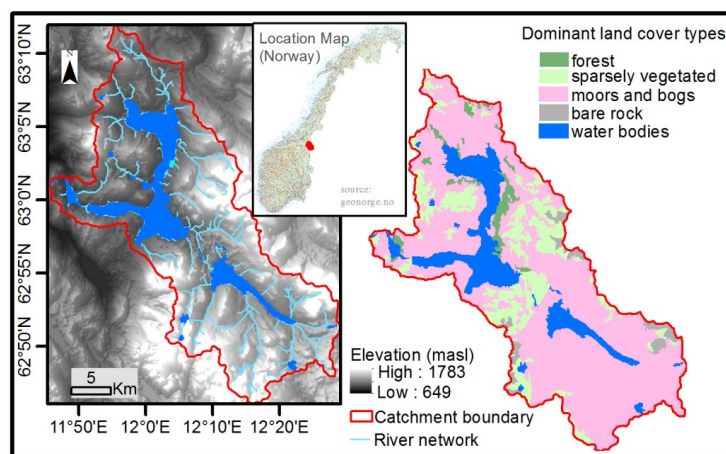 63°10'
63°5'
63°0'
62°55'
62°50'
N
5
Km
11°50'
12°0'
12°10'
12°20'
Location Map
(Norway)
source:
geonorge.no
Dominant land cover types
forest
sparsely vegetated
moors and bogs
bare rock
water bodies
Elevation (masl)
High : 1783
Low : 649
Catchment boundary
River network